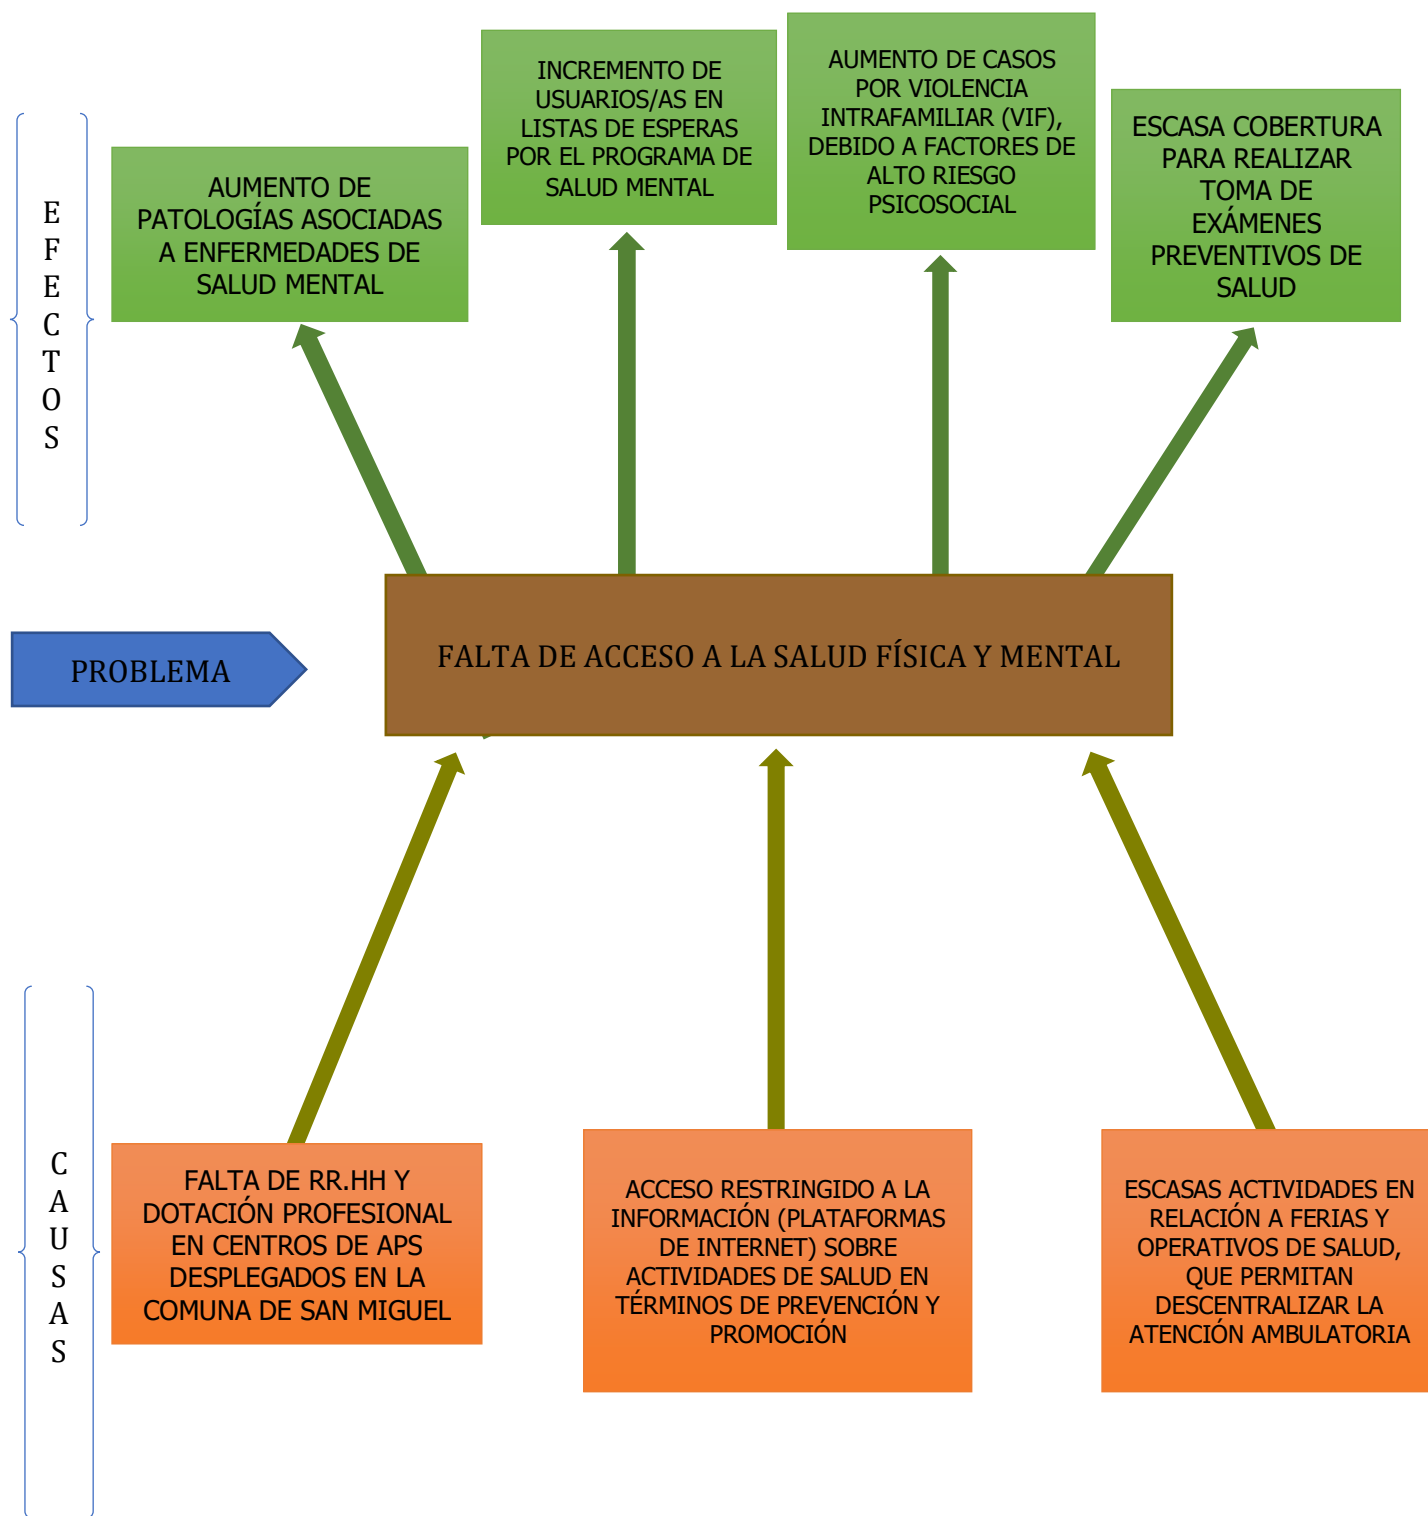 E
F
E
C
T
O
S
AUMENTO DE
PATOLOGÍAS ASOCIADAS
A ENFERMEDADES DE
SALUD MENTAL
INCREMENTO DE
USUARIOS/AS EN
LISTAS DE ESPERAS
POR EL PROGRAMA DE
SALUD MENTAL
AUMENTO DE CASOS
POR VIOLENCIA
INTRAFAMILIAR (VIF),
DEBIDO A FACTORES DE
ALTO RIESGO
PSICOSOCIAL
ESCASA COBERTURA
PARA REALIZAR
TOMA DE
EXÁMENES
PREVENTIVOS DE
SALUD
PROBLEMA
FALTA DE ACCESO A LA SALUD FÍSICA Y MENTAL
C
A
U
S
A
S
FALTA DE RR.HH Y
DOTACIÓN PROFESIONAL
EN CENTROS DE APS
DESPLEGADOS EN LA
COMUNA DE SAN MIGUEL
ACCESO RESTRINGIDO A LA
INFORMACIÓN (PLATAFORMAS
DE INTERNET) SOBRE
ACTIVIDADES DE SALUD EN
TÉRMINOS DE PREVENCIÓN Y
PROMOCIÓN
ESCASAS ACTIVIDADES EN
RELACIÓN A FERIAS Y
OPERATIVOS DE SALUD,
QUE PERMITAN
DESCENTRALIZAR LA
ATENCIÓN AMBULATORIA